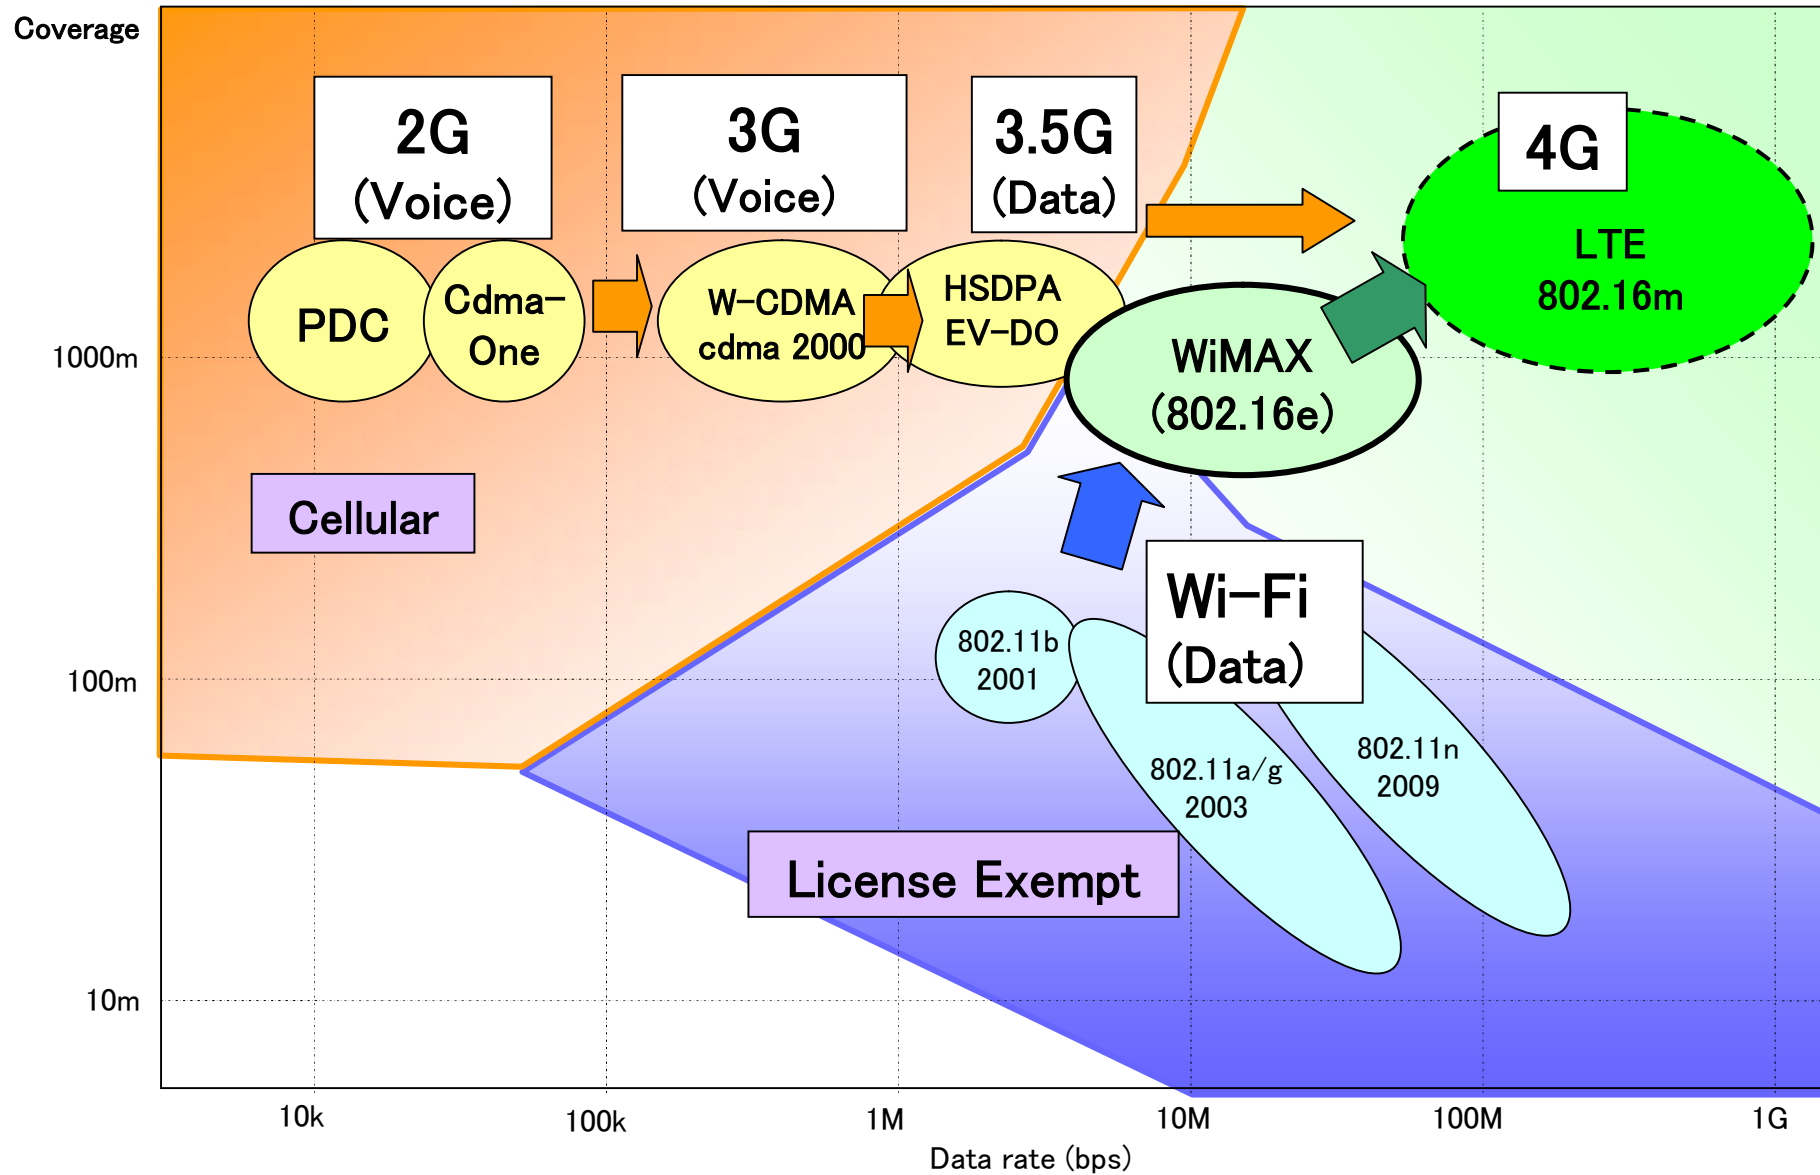 Coverage
2G
(Voice)
3G
(Voice)
3.5G
(Data)
4G
LTE
802.16m
PDC
Cdma-
One
W-CDMA
cdma 2000
HSDPA
EV-DO
WiMAX
(802.16e)
1000m
Cellular
Wi-Fi
(Data)
802.11b
2001
100m
802.11a/g
2003
802.11n
2009
License Exempt
10m
10k
100k
1M
10M
100M
1G
Data rate (bps)